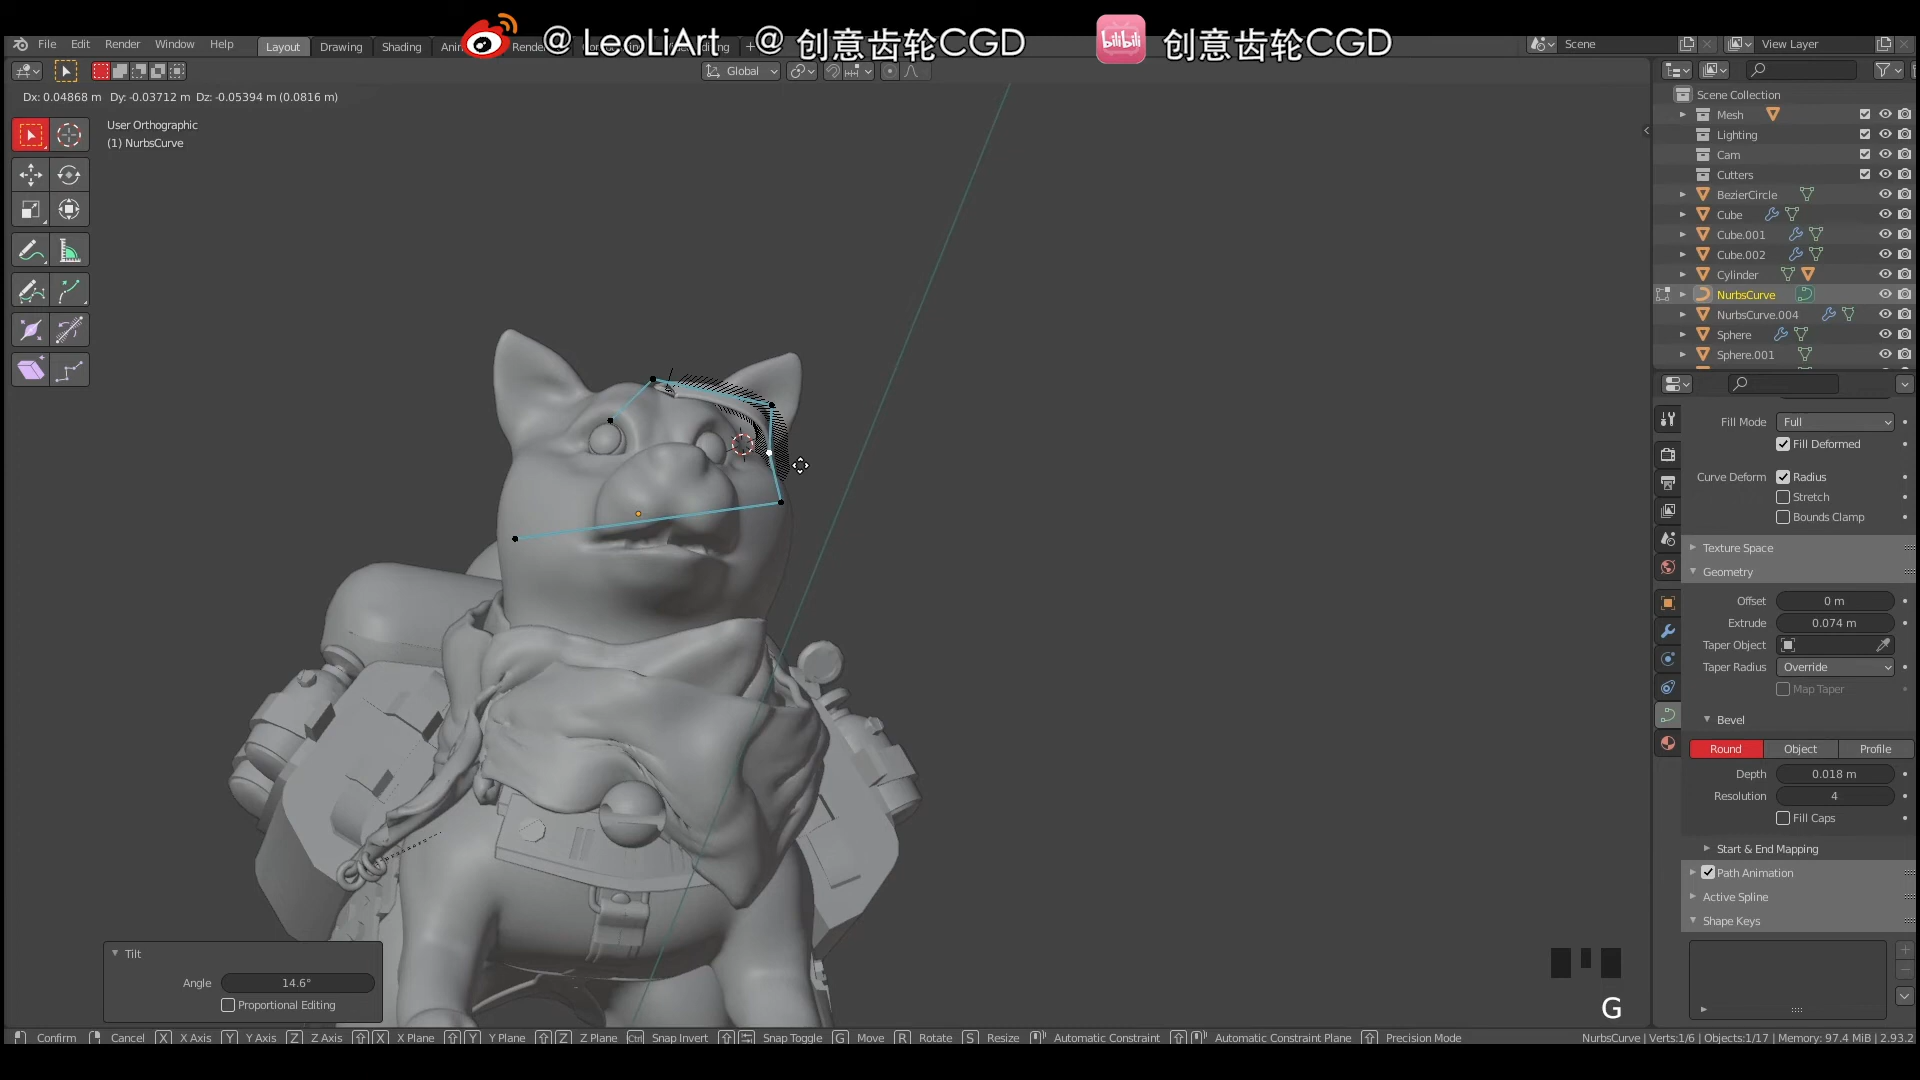 @ LeoLiArt @ 创意齿轮CGD bilibili 创意齿轮CGD
File Edit Render Window Help Layout Drawing Shading Scene View Layer
Global
Dx: 0.04868 m Dy: -0.03712 m Dz: -0.05394 m (0.0816 m)
User Orthographic
(1) NurbsCurve
Scene Collection
Mesh
Lighting
Cam
Cutters
BezierCircle
Cube
Cube.001
Cube.002
Cylinder
NurbsCurve
NurbsCurve.004
Sphere
Sphere.001
Fill Mode Full
Fill Deformed
Curve Deform Radius
Stretch
Bounds Clamp
Texture Space
Geometry
Offset 0 m
Extrude 0.074 m
Taper Object
Taper Radius Override
Map Taper
Bevel
Round Object Profile
Depth 0.018 m
Resolution 4
Fill Caps
Start & End Mapping
Path Animation
Active Spline
Shape Keys
Tilt
Angle 14.6°
Proportional Editing
G
Confirm Cancel X X Axis Y Y Axis Z Z Axis X X Plane Y Y Plane Z Z Plane Ctrl Snap Invert Snap Toggle G Move R Rotate S Resize Automatic Constraint Automatic Constraint Plane Precision Mode NurbsCurve | Verts:1/6 | Objects:1/17 | Memory: 97.4 MiB | 2.93.2